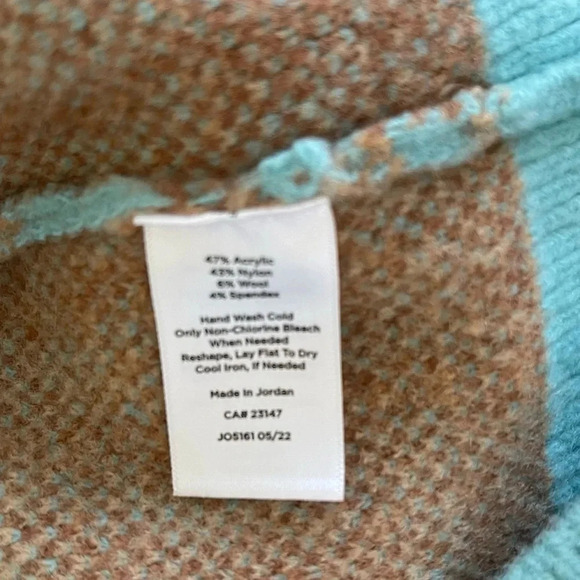 47% Acrylic
43% Nylon
6% Wool
4% Spandex
Hand Wash Cold
Only Non-Chlorine Bleach
When Needed
Reshape, Lay Flat To Dry
Cool Iron, If Needed
Made in Jordan
CA# 23147
JO5161 05/22